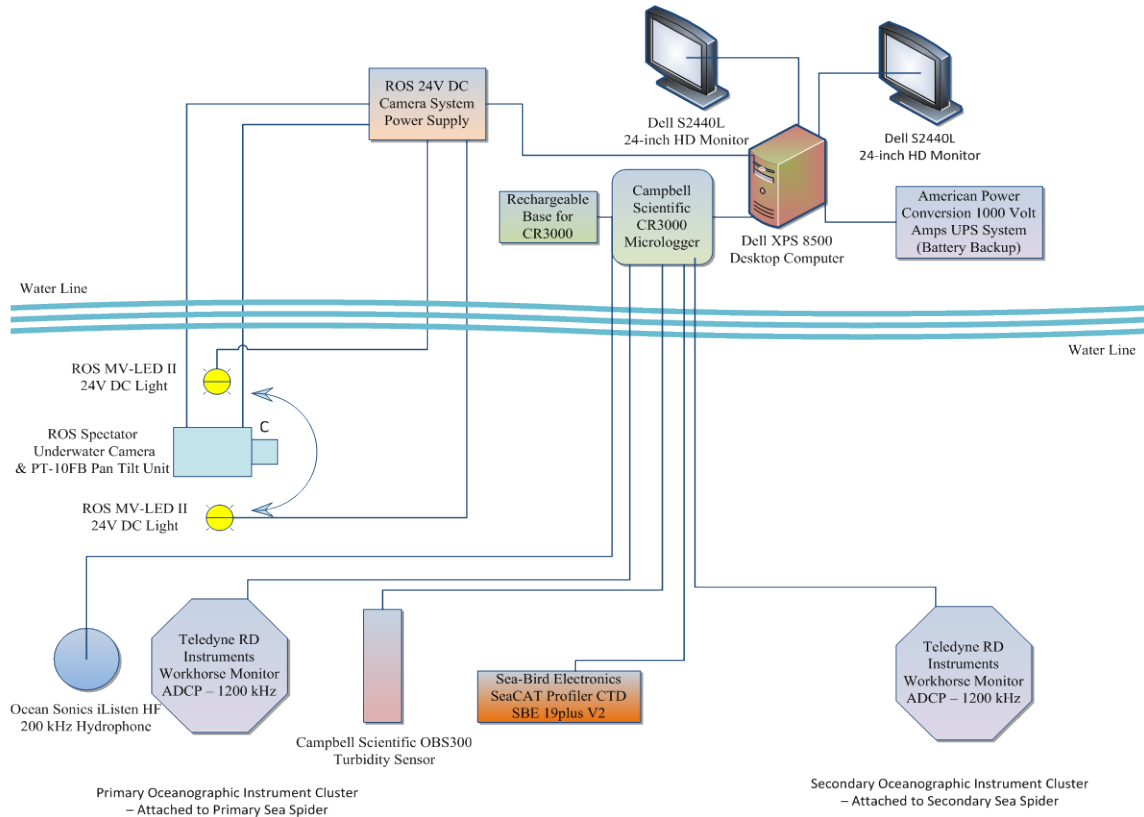 ROS 24V DC
Camera System
Power Supply
Dell S2440L
24-inch HD Monitor
Dell S2440L
24-inch HD Monitor
Rechargeable
Base for
CR3000
Campbell
Scientific
CR3000
Micrologger
Dell XPS 8500
Desktop Computer
American Power
Conversion 1000 Volt
Amps UPS System
(Battery Backup)
Water Line
Water Line
ROS MV-LED II
24V DC Light
C
ROS Spectator
Underwater Camera
& PT-10FB Pan Tilt Unit
ROS MV-LED II
24V DC Light
Ocean Sonics iListen HF
200 kHz Hydrophone
Teledyne RD
Instruments
Workhorse Monitor
ADCP – 1200 kHz
Campbell Scientific OBS300
Turbidity Sensor
Sea-Bird Electronics
SeaCAT Profiler CTD
SBE 19plus V2
Teledyne RD
Instruments
Workhorse Monitor
ADCP – 1200 kHz
Primary Oceanographic Instrument Cluster
– Attached to Primary Sea Spider
Secondary Oceanographic Instrument Cluster
– Attached to Secondary Sea Spider